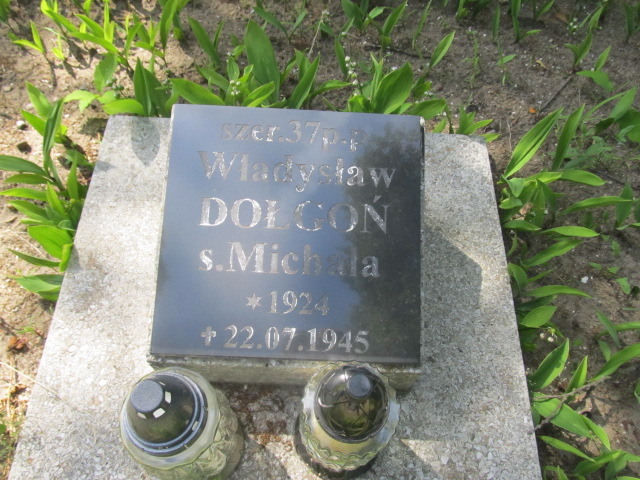 szer.37p.p
Władysław
DOŁGOŃ
s.Michała
* 1924
✝ 22.07.1945